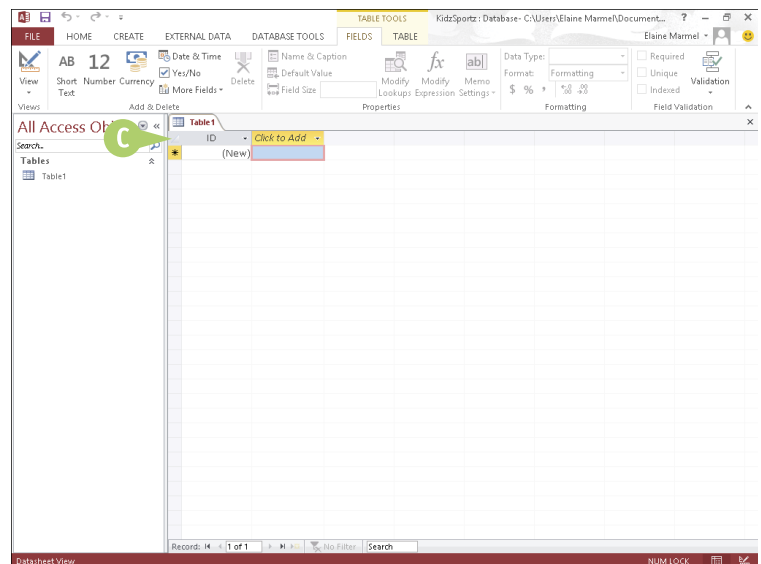 TABLE TOOLS
KidzSportz : Database- C:\Users\Elaine Marmel\Document... ?
FILE HOME CREATE EXTERNAL DATA DATABASE TOOLS FIELDS TABLE Elaine Marmel
AB 12 Date & Time Name & Caption fx ab Data Type: Required
View Short Text Number Currency Yes/No Delete Default Value Modify Lookups Modify Expression Memo Settings Format: Formatting Unique Validation
More Fields Field Size $ % , .00 Indexed
Views Add & Delete Properties Formatting Field Validation
All Access Ob «
C
Table1
Search...
ID Click to Add
Tables
(New)
Table1
Record: 1 of 1 No Filter Search
Datasheet View NUM LOCK